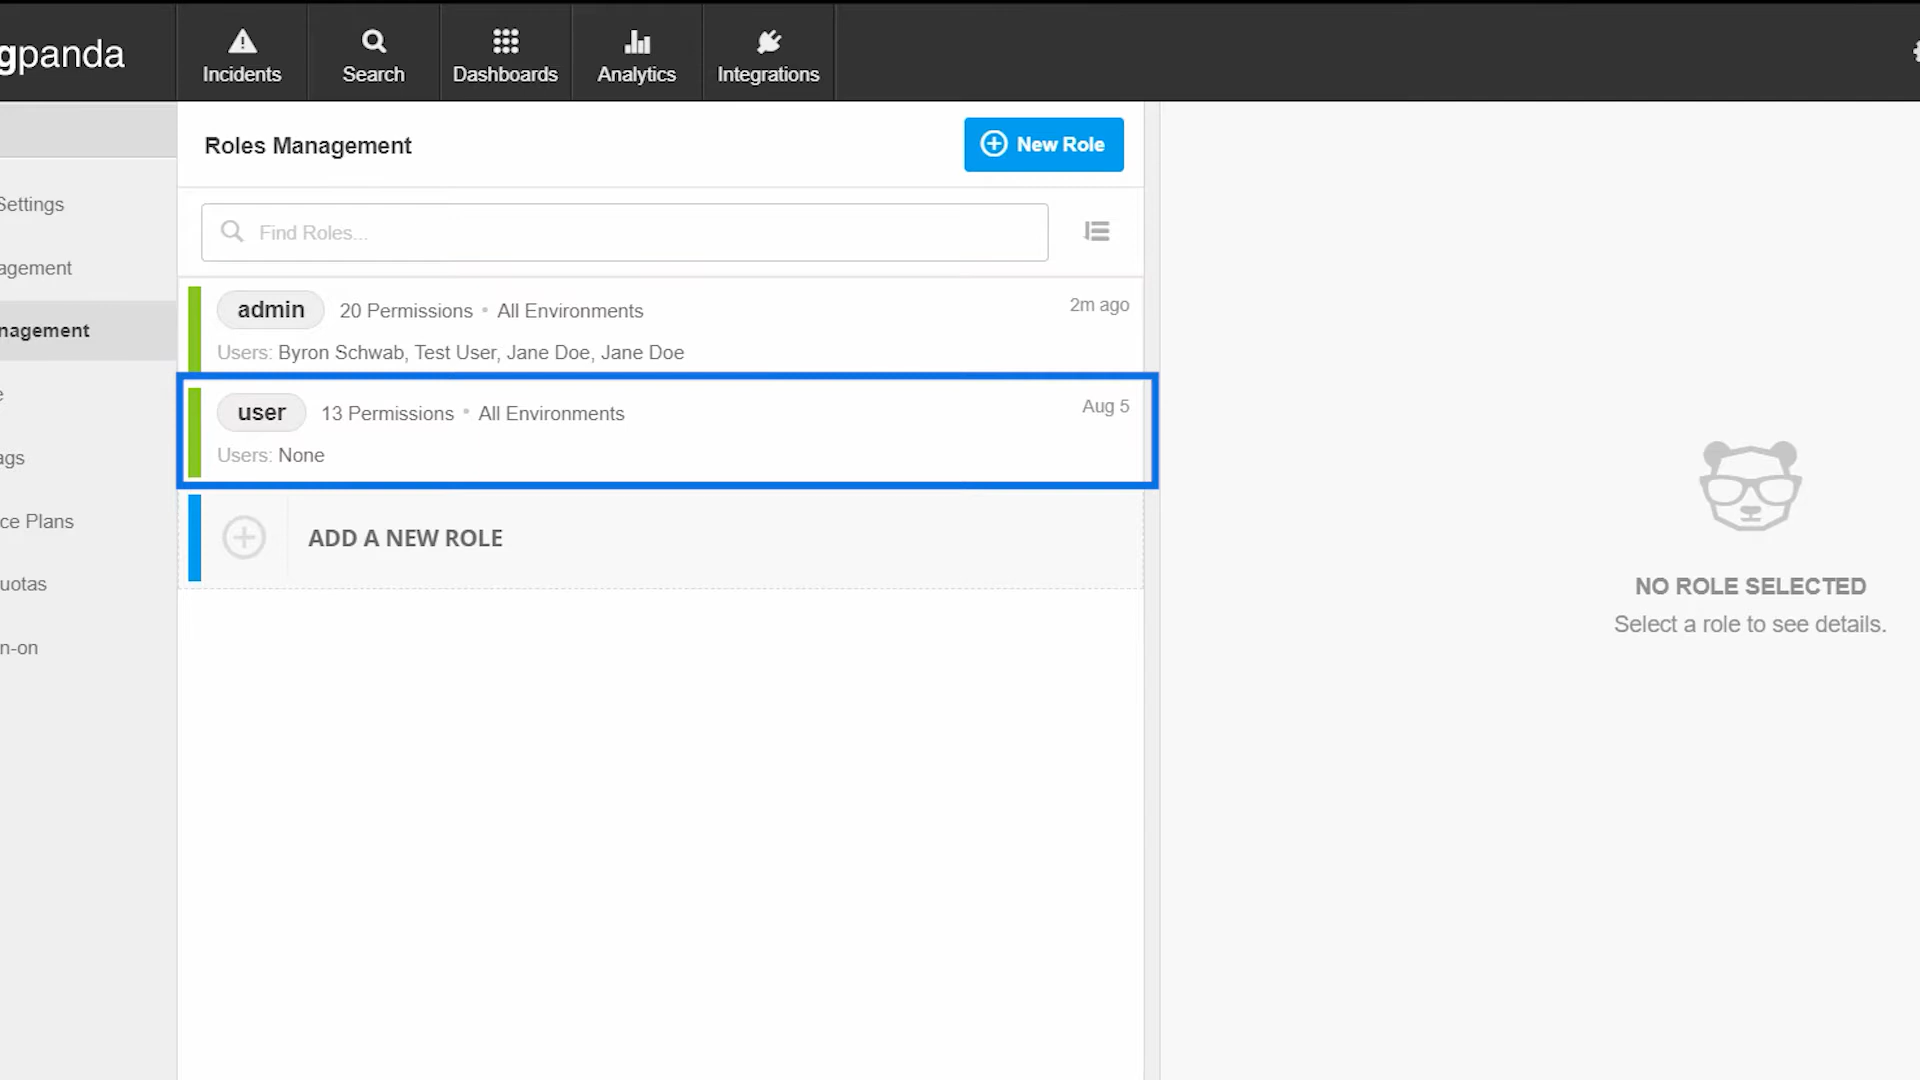 gpanda
Incidents
Search
Dashboards
Analytics
Integrations
Roles Management
New Role
Settings
Find Roles...
agement
admin 20 Permissions • All Environments 2m ago
nagement
Users: Byron Schwab, Test User, Jane Doe, Jane Doe
e
user 13 Permissions • All Environments Aug 5
ags
Users: None
ce Plans
ADD A NEW ROLE
uotas
NO ROLE SELECTED
Select a role to see details.
n-on